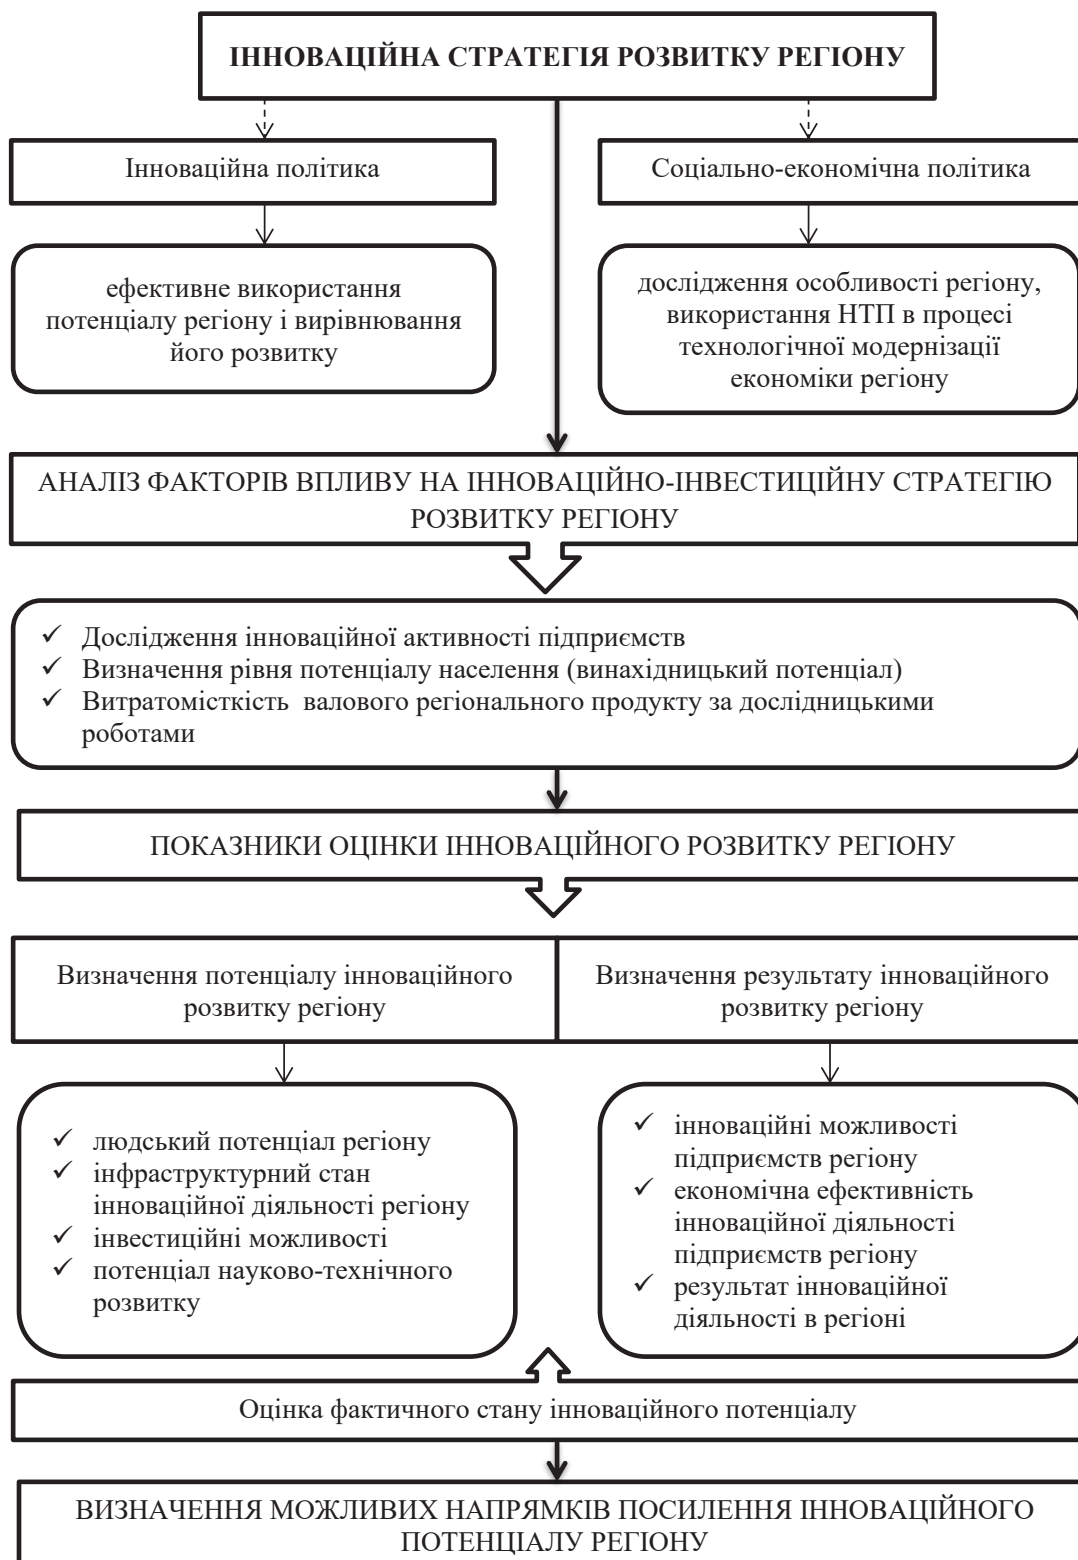 ІННОВАЦІЙНА СТРАТЕГІЯ РОЗВИТКУ РЕГІОНУ
Інноваційна політика
Соціально-економічна політика
ефективне використання
потенціалу регіону і вирівнювання
його розвитку
дослідження особливості регіону,
використання НТП в процесі
технологічної модернізації
економіки регіону
АНАЛІЗ ФАКТОРІВ ВПЛИВУ НА ІННОВАЦІЙНО-ІНВЕСТИЦІЙНУ СТРАТЕГІЮ
РОЗВИТКУ РЕГІОНУ
✓ Дослідження інноваційної активності підприємств
✓ Визначення рівня потенціалу населення (винахідницький потенціал)
✓ Витратомісткість валового регіонального продукту за дослідницькими
роботами
ПОКАЗНИКИ ОЦІНКИ ІННОВАЦІЙНОГО РОЗВИТКУ РЕГІОНУ
Визначення потенціалу інноваційного
розвитку регіону
Визначення результату інноваційного
розвитку регіону
✓ людський потенціал регіону
✓ інфраструктурний стан
інноваційної діяльності регіону
✓ інвестиційні можливості
✓ потенціал науково-технічного
розвитку
✓ інноваційні можливості
підприємств регіону
✓ економічна ефективність
інноваційної діяльності
підприємств регіону
✓ результат інноваційної
діяльності в регіоні
Оцінка фактичного стану інноваційного потенціалу
ВИЗНАЧЕННЯ МОЖЛИВИХ НАПРЯМКІВ ПОСИЛЕННЯ ІННОВАЦІЙНОГО
ПОТЕНЦІАЛУ РЕГІОНУ